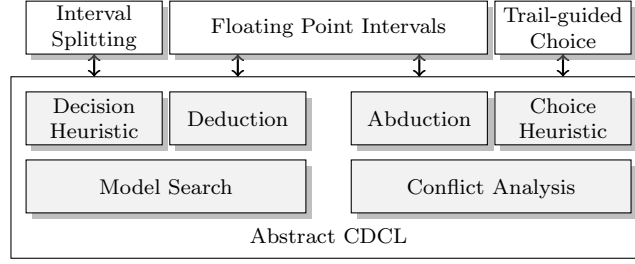 Interval
Splitting
Floating Point Intervals
Trail-guided
Choice
Decision
Heuristic
Deduction
Abduction
Choice
Heuristic
Model Search
Conflict Analysis
Abstract CDCL